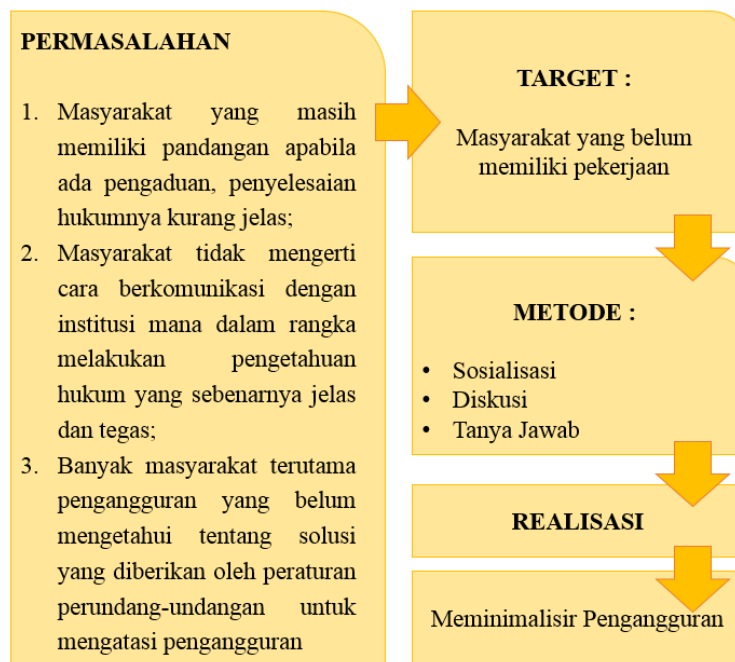 PERMASALAHAN
1. Masyarakat yang masih
memiliki pandangan apabila
ada pengaduan, penyelesaian
hukumnya kurang jelas;
2. Masyarakat tidak mengerti
cara berkomunikasi dengan
institusi mana dalam rangka
melakukan pengetahuan
hukum yang sebenarnya jelas
dan tegas;
3. Banyak masyarakat terutama
pengangguran yang belum
mengetahui tentang solusi
yang diberikan oleh peraturan
perundang-undangan untuk
mengatasi pengangguran
TARGET :
Masyarakat yang belum
memiliki pekerjaan
METODE :
• Sosialisasi
• Diskusi
• Tanya Jawab
REALISASI
Meminimalisir Pengangguran